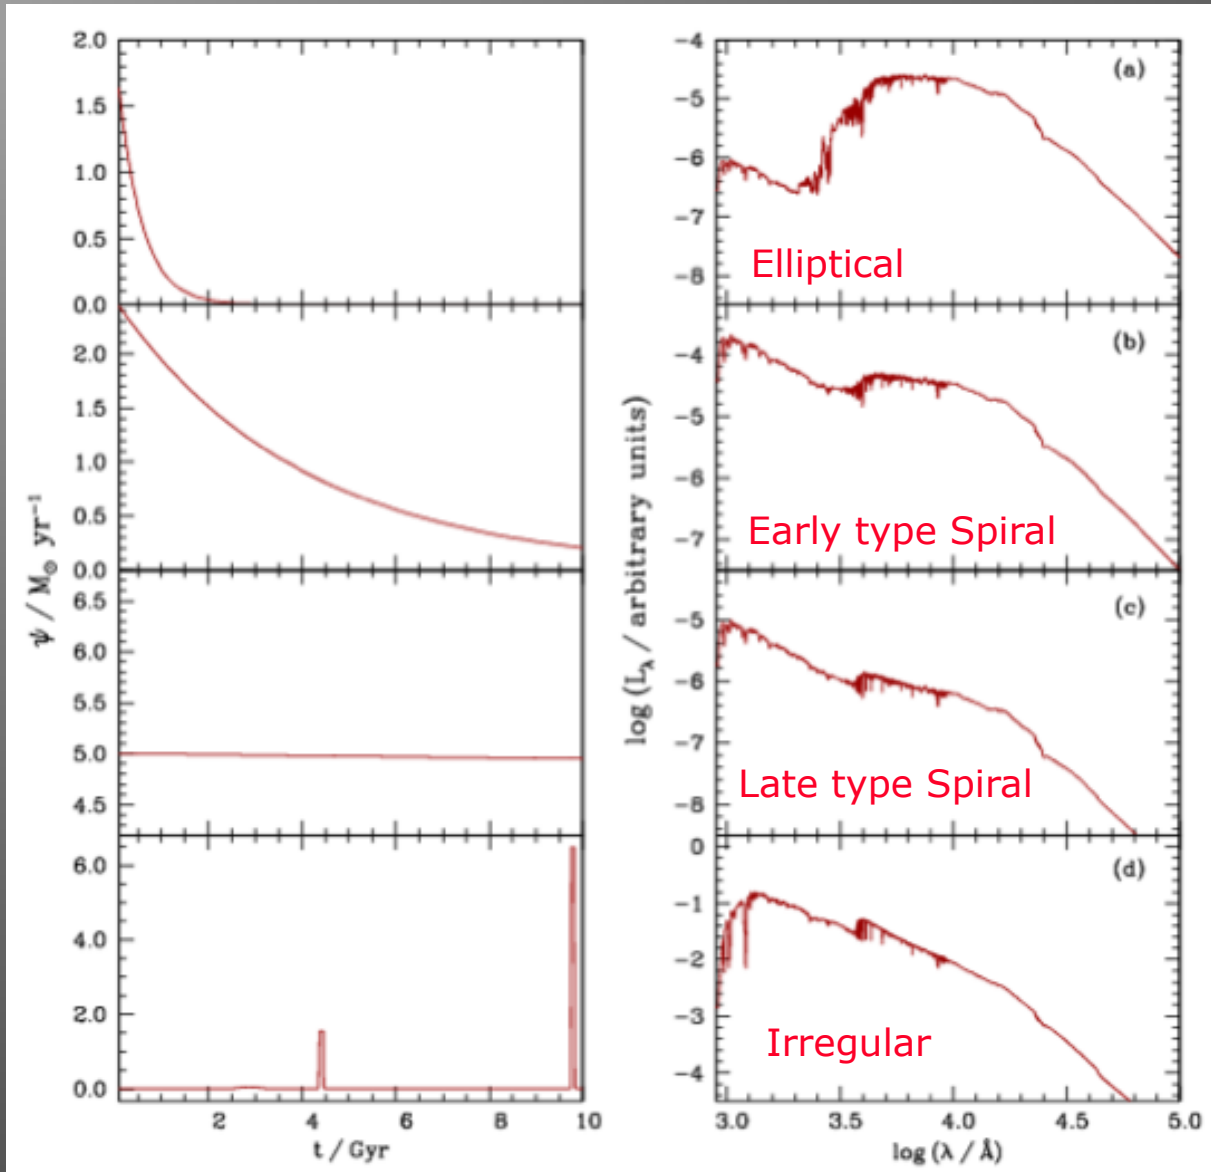 2.0
1.5
1.0
0.5
0.0
2.0
1.5
1.0
0.5
0.0
6.5
6.0
5.5
5.0
4.5
6.0
4.0
2.0
0.0
2 4 6 8 10
t / Gyr
ψ / M⊙ yr⁻¹
(a)
−4
−5
−6
−7
−8
Elliptical
(b)
−4
−5
−6
−7
Early type Spiral
(c)
−5
−6
−7
−8
Late type Spiral
(d)
0
−1
−2
−3
−4
Irregular
3.0 3.5 4.0 4.5 5.0
log (λ / Å)
log (Lλ / arbitrary units)